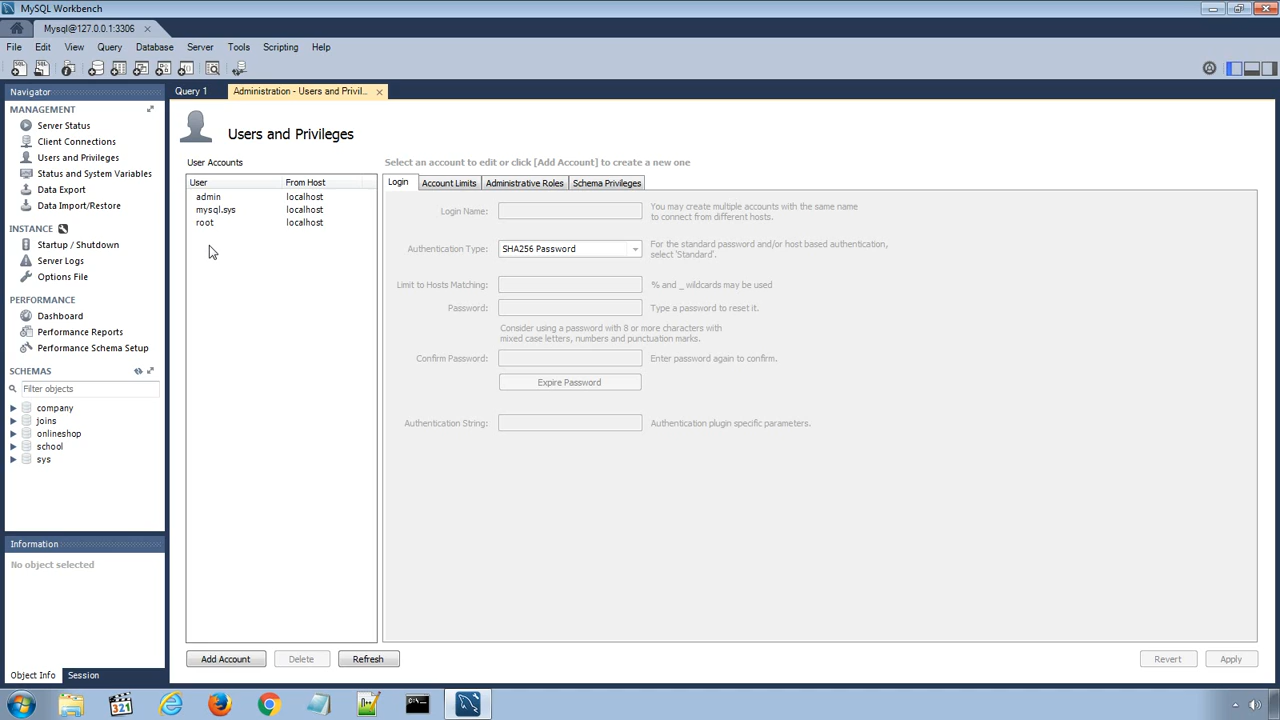 MySQL Workbench
Mysql@127.0.0.1:3306
File Edit View Query Database Server Tools Scripting Help
Navigator
MANAGEMENT
Server Status
Client Connections
Users and Privileges
Status and System Variables
Data Export
Data Import/Restore
INSTANCE
Startup / Shutdown
Server Logs
Options File
PERFORMANCE
Dashboard
Performance Reports
Performance Schema Setup
SCHEMAS
Filter objects
company
joins
onlineshop
school
sys
Information
No object selected
Object Info Session
Query 1 Administration - Users and Privil...
Users and Privileges
User Accounts
User From Host
admin localhost
mysql.sys localhost
root localhost
Add Account Delete Refresh
Select an account to edit or click [Add Account] to create a new one
Login Account Limits Administrative Roles Schema Privileges
Login Name: You may create multiple accounts with the same name
to connect from different hosts.
Authentication Type: SHA256 Password For the standard password and/or host based authentication,
select 'Standard'.
Limit to Hosts Matching: % and _ wildcards may be used
Password: Type a password to reset it.
Consider using a password with 8 or more characters with
mixed case letters, numbers and punctuation marks.
Confirm Password: Enter password again to confirm.
Expire Password
Authentication String: Authentication plugin specific parameters.
Revert Apply
321